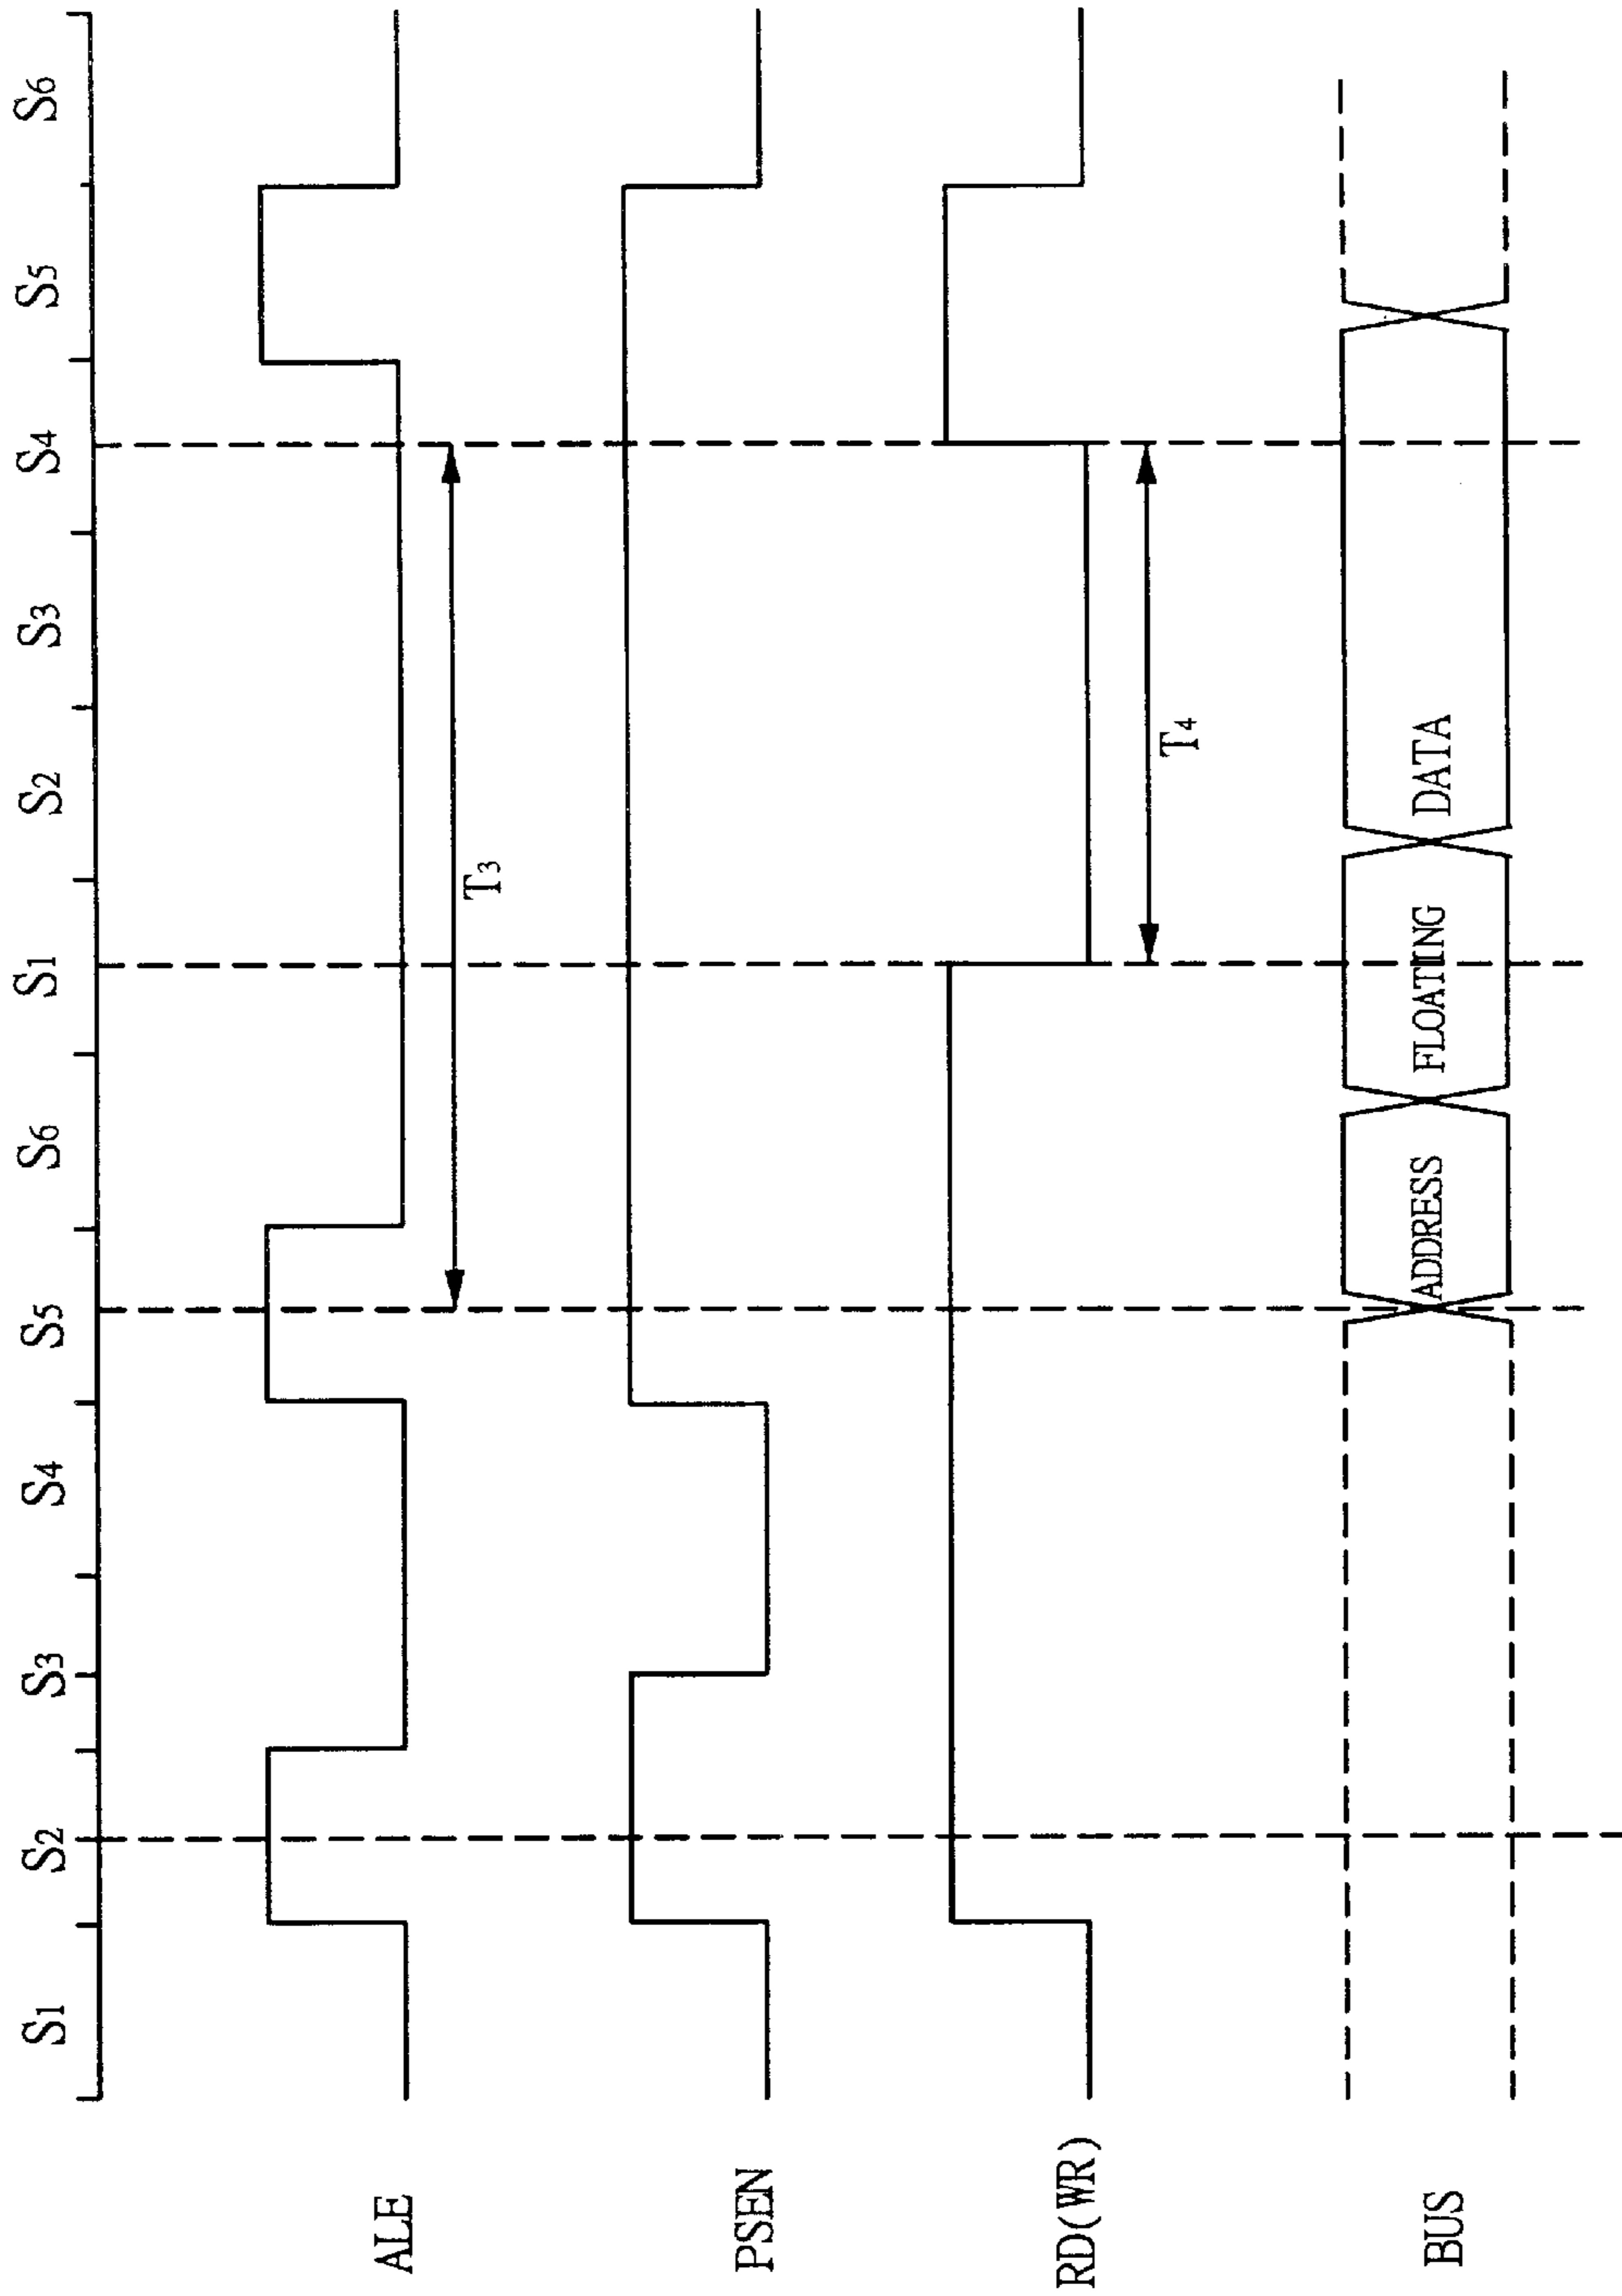 S1 S2 S3 S4 S5 S6 S1 S2 S3 S4 S5 S6
ALE
T3
PSEN
RD(WR)
T4
BUS
ADDRESS FLOATING DATA